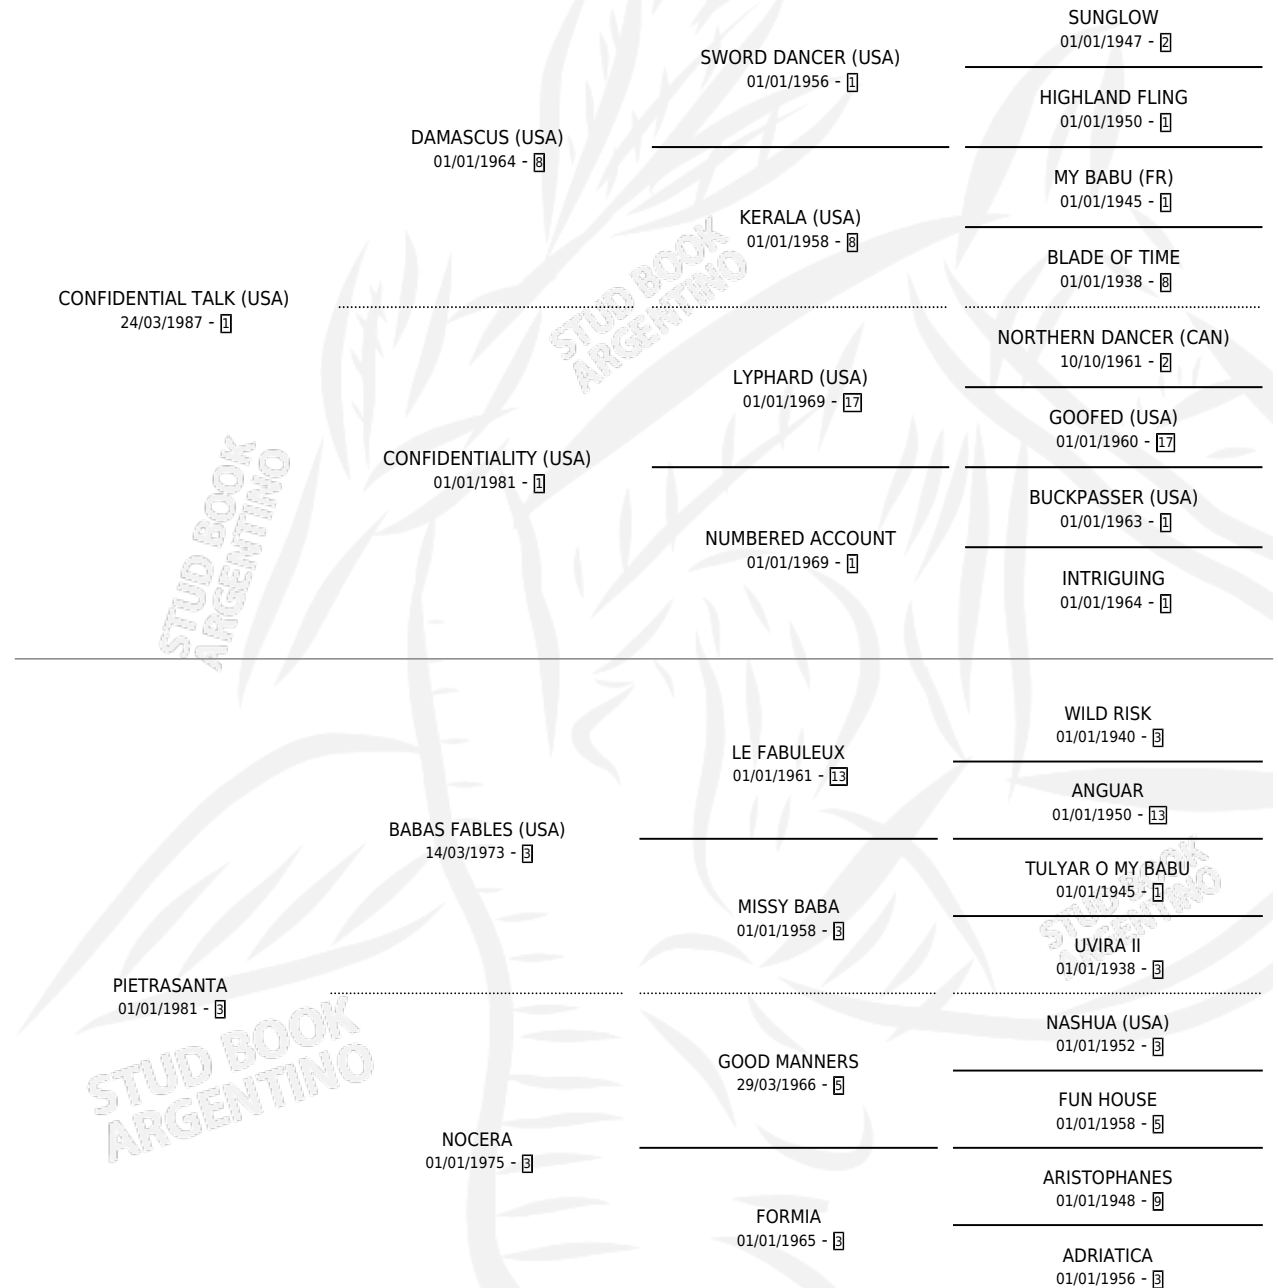 SUNGLOW
01/01/1947 - 2
SWORD DANCER (USA)
01/01/1956 - 1
HIGHLAND FLING
01/01/1950 - 1
DAMASCUS (USA)
01/01/1964 - 8
MY BABU (FR)
01/01/1945 - 1
KERALA (USA)
01/01/1958 - 8
BLADE OF TIME
01/01/1938 - 8
CONFIDENTIAL TALK (USA)
24/03/1987 - 1
NORTHERN DANCER (CAN)
10/10/1961 - 2
LYPHARD (USA)
01/01/1969 - 17
GOOFED (USA)
01/01/1960 - 17
CONFIDENTIALITY (USA)
01/01/1981 - 1
BUCKPASSER (USA)
01/01/1963 - 1
NUMBERED ACCOUNT
01/01/1969 - 1
INTRIGUING
01/01/1964 - 1
WILD RISK
01/01/1940 - 3
LE FABULEUX
01/01/1961 - 13
ANGUAR
01/01/1950 - 13
BABAS FABLES (USA)
14/03/1973 - 3
TULYAR O MY BABU
01/01/1945 - 1
MISSY BABA
01/01/1958 - 3
UVIRA II
01/01/1938 - 3
PIETRASANTA
01/01/1981 - 3
NASHUA (USA)
01/01/1952 - 3
GOOD MANNERS
29/03/1966 - 5
FUN HOUSE
01/01/1958 - 5
NOCERA
01/01/1975 - 3
ARISTOPHANES
01/01/1948 - 9
FORMIA
01/01/1965 - 3
ADRIATICA
01/01/1956 - 3
STUD BOOK
ARGENTINO
STUD BOOK
ARGENTINO
STUD BOOK
ARGENTINO
STUD BOOK
ARGENTINO